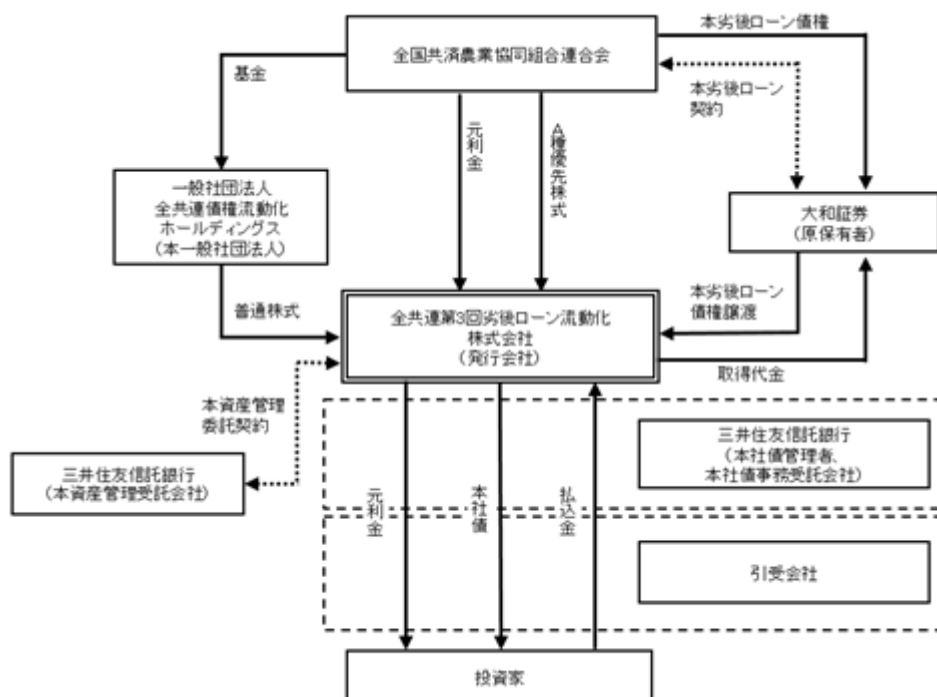 本劣後ローン債権
全国共済農業協同組合連合会
基金
本劣後ローン
契約
元利金
A種優先株式
一般社団法人
全共連債権流動化
ホールディングス
(本一般社団法人)
大和証券
(原保有者)
普通株式
本劣後ローン
債権譲渡
全共連第3回劣後ローン流動化
株式会社
(発行会社)
取得代金
本資産管理
委託契約
三井住友信託銀行
(本社債管理者、
本社債事務受託会社)
三井住友信託銀行
(本資産管理受託会社)
元利金
本社債
払込金
引受会社
投資家